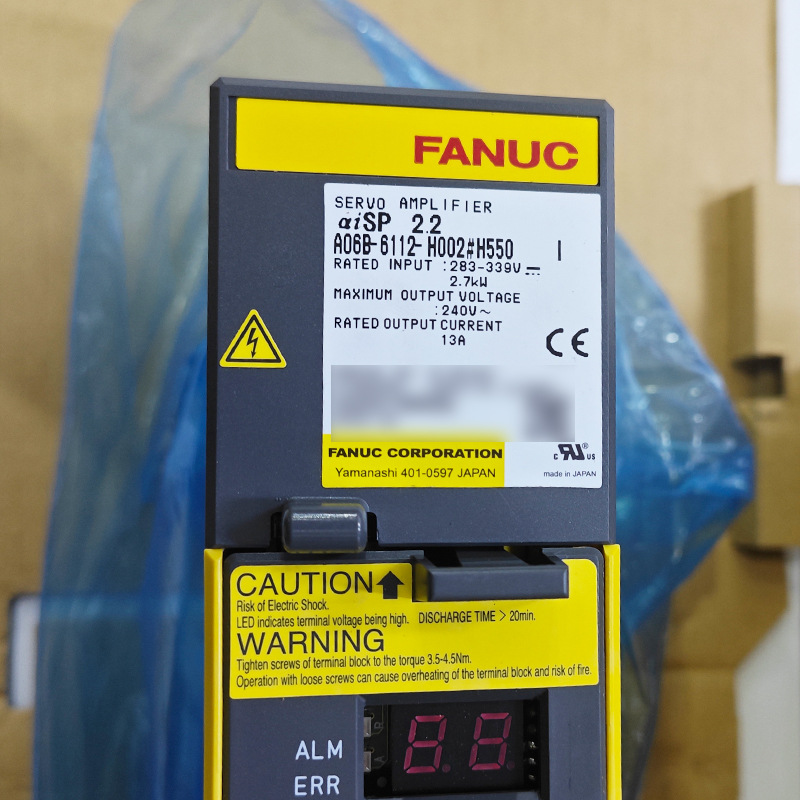 FANUC
SERVO AMPLIFIER
αiSP 2.2
A06B-6112-H002#H550 I
RATED INPUT :283-339V⎓
2.7kW
MAXIMUM OUTPUT VOLTAGE
:240V~
RATED OUTPUT CURRENT
13A
CE
FANUC CORPORATION
Yamanashi 401-0597 JAPAN
c RU® US
made in JAPAN
CAUTION
Risk of Electric Shock.
LED indicates terminal voltage being high. DISCHARGE TIME > 20min.
WARNING
Tighten screws of terminal block to the torque 3.5-4.5Nm.
Operation with loose screws can cause overheating of the terminal block and risk of fire.
ALM
ERR